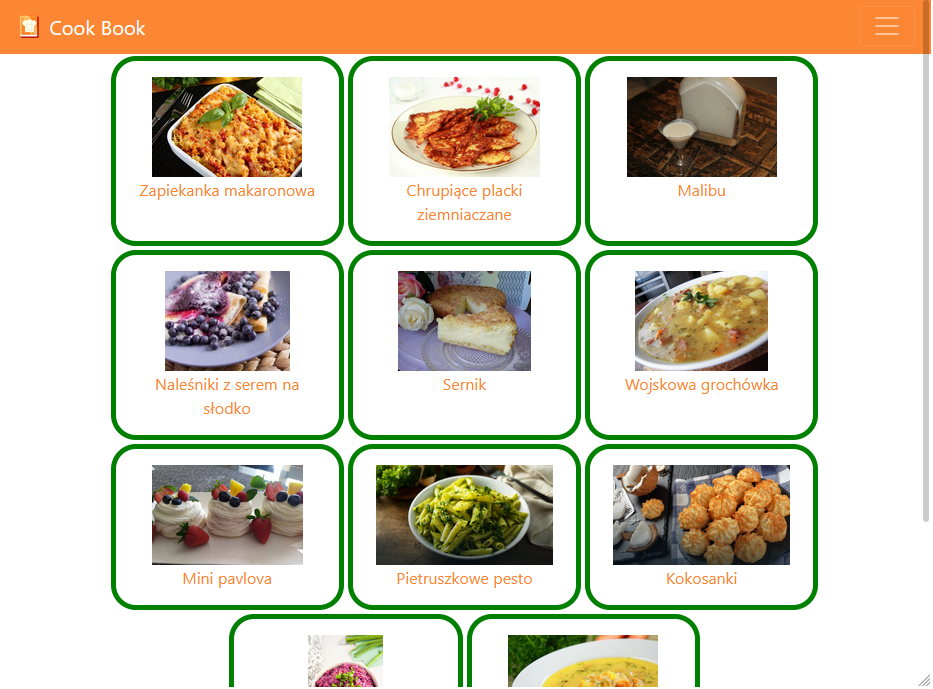 Cook Book
Zapiekanka makaronowa
Chrupiące placki
ziemniaczane
Malibu
Naleśniki z serem na
słodko
Sernik
Wojskowa grochówka
Mini pavlova
Pietruszkowe pesto
Kokosanki